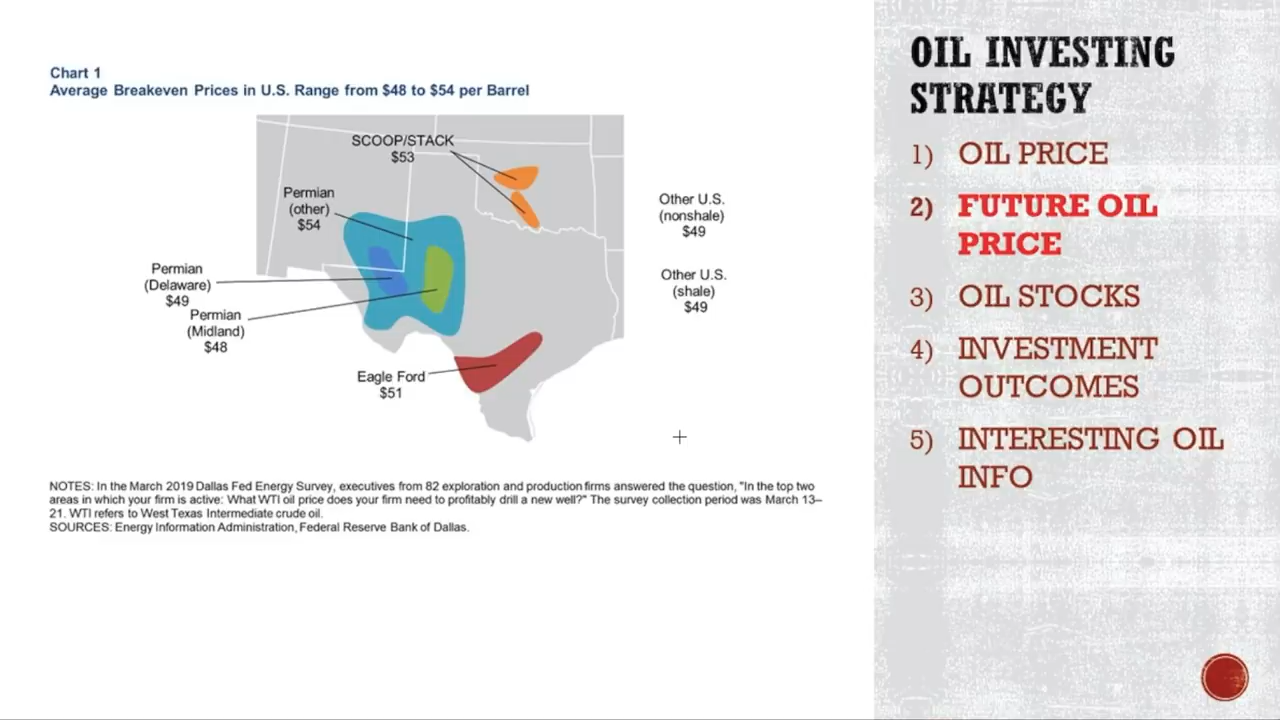 Chart 1
Average Breakeven Prices in U.S. Range from $48 to $54 per Barrel
SCOOP/STACK
$53
Permian
(other)
$54
Permian
(Delaware)
$49
Permian
(Midland)
$48
Eagle Ford
$51
Other U.S.
(nonshale)
$49
Other U.S.
(shale)
$49
NOTES: In the March 2019 Dallas Fed Energy Survey, executives from 82 exploration and production firms answered the question, "In the top two
areas in which your firm is active: What WTI oil price does your firm need to profitably drill a new well?" The survey collection period was March 13–
21. WTI refers to West Texas Intermediate crude oil.
SOURCES: Energy Information Administration, Federal Reserve Bank of Dallas.
OIL INVESTING
STRATEGY
1) OIL PRICE
2) FUTURE OIL
PRICE
3) OIL STOCKS
4) INVESTMENT
OUTCOMES
5) INTERESTING OIL
INFO